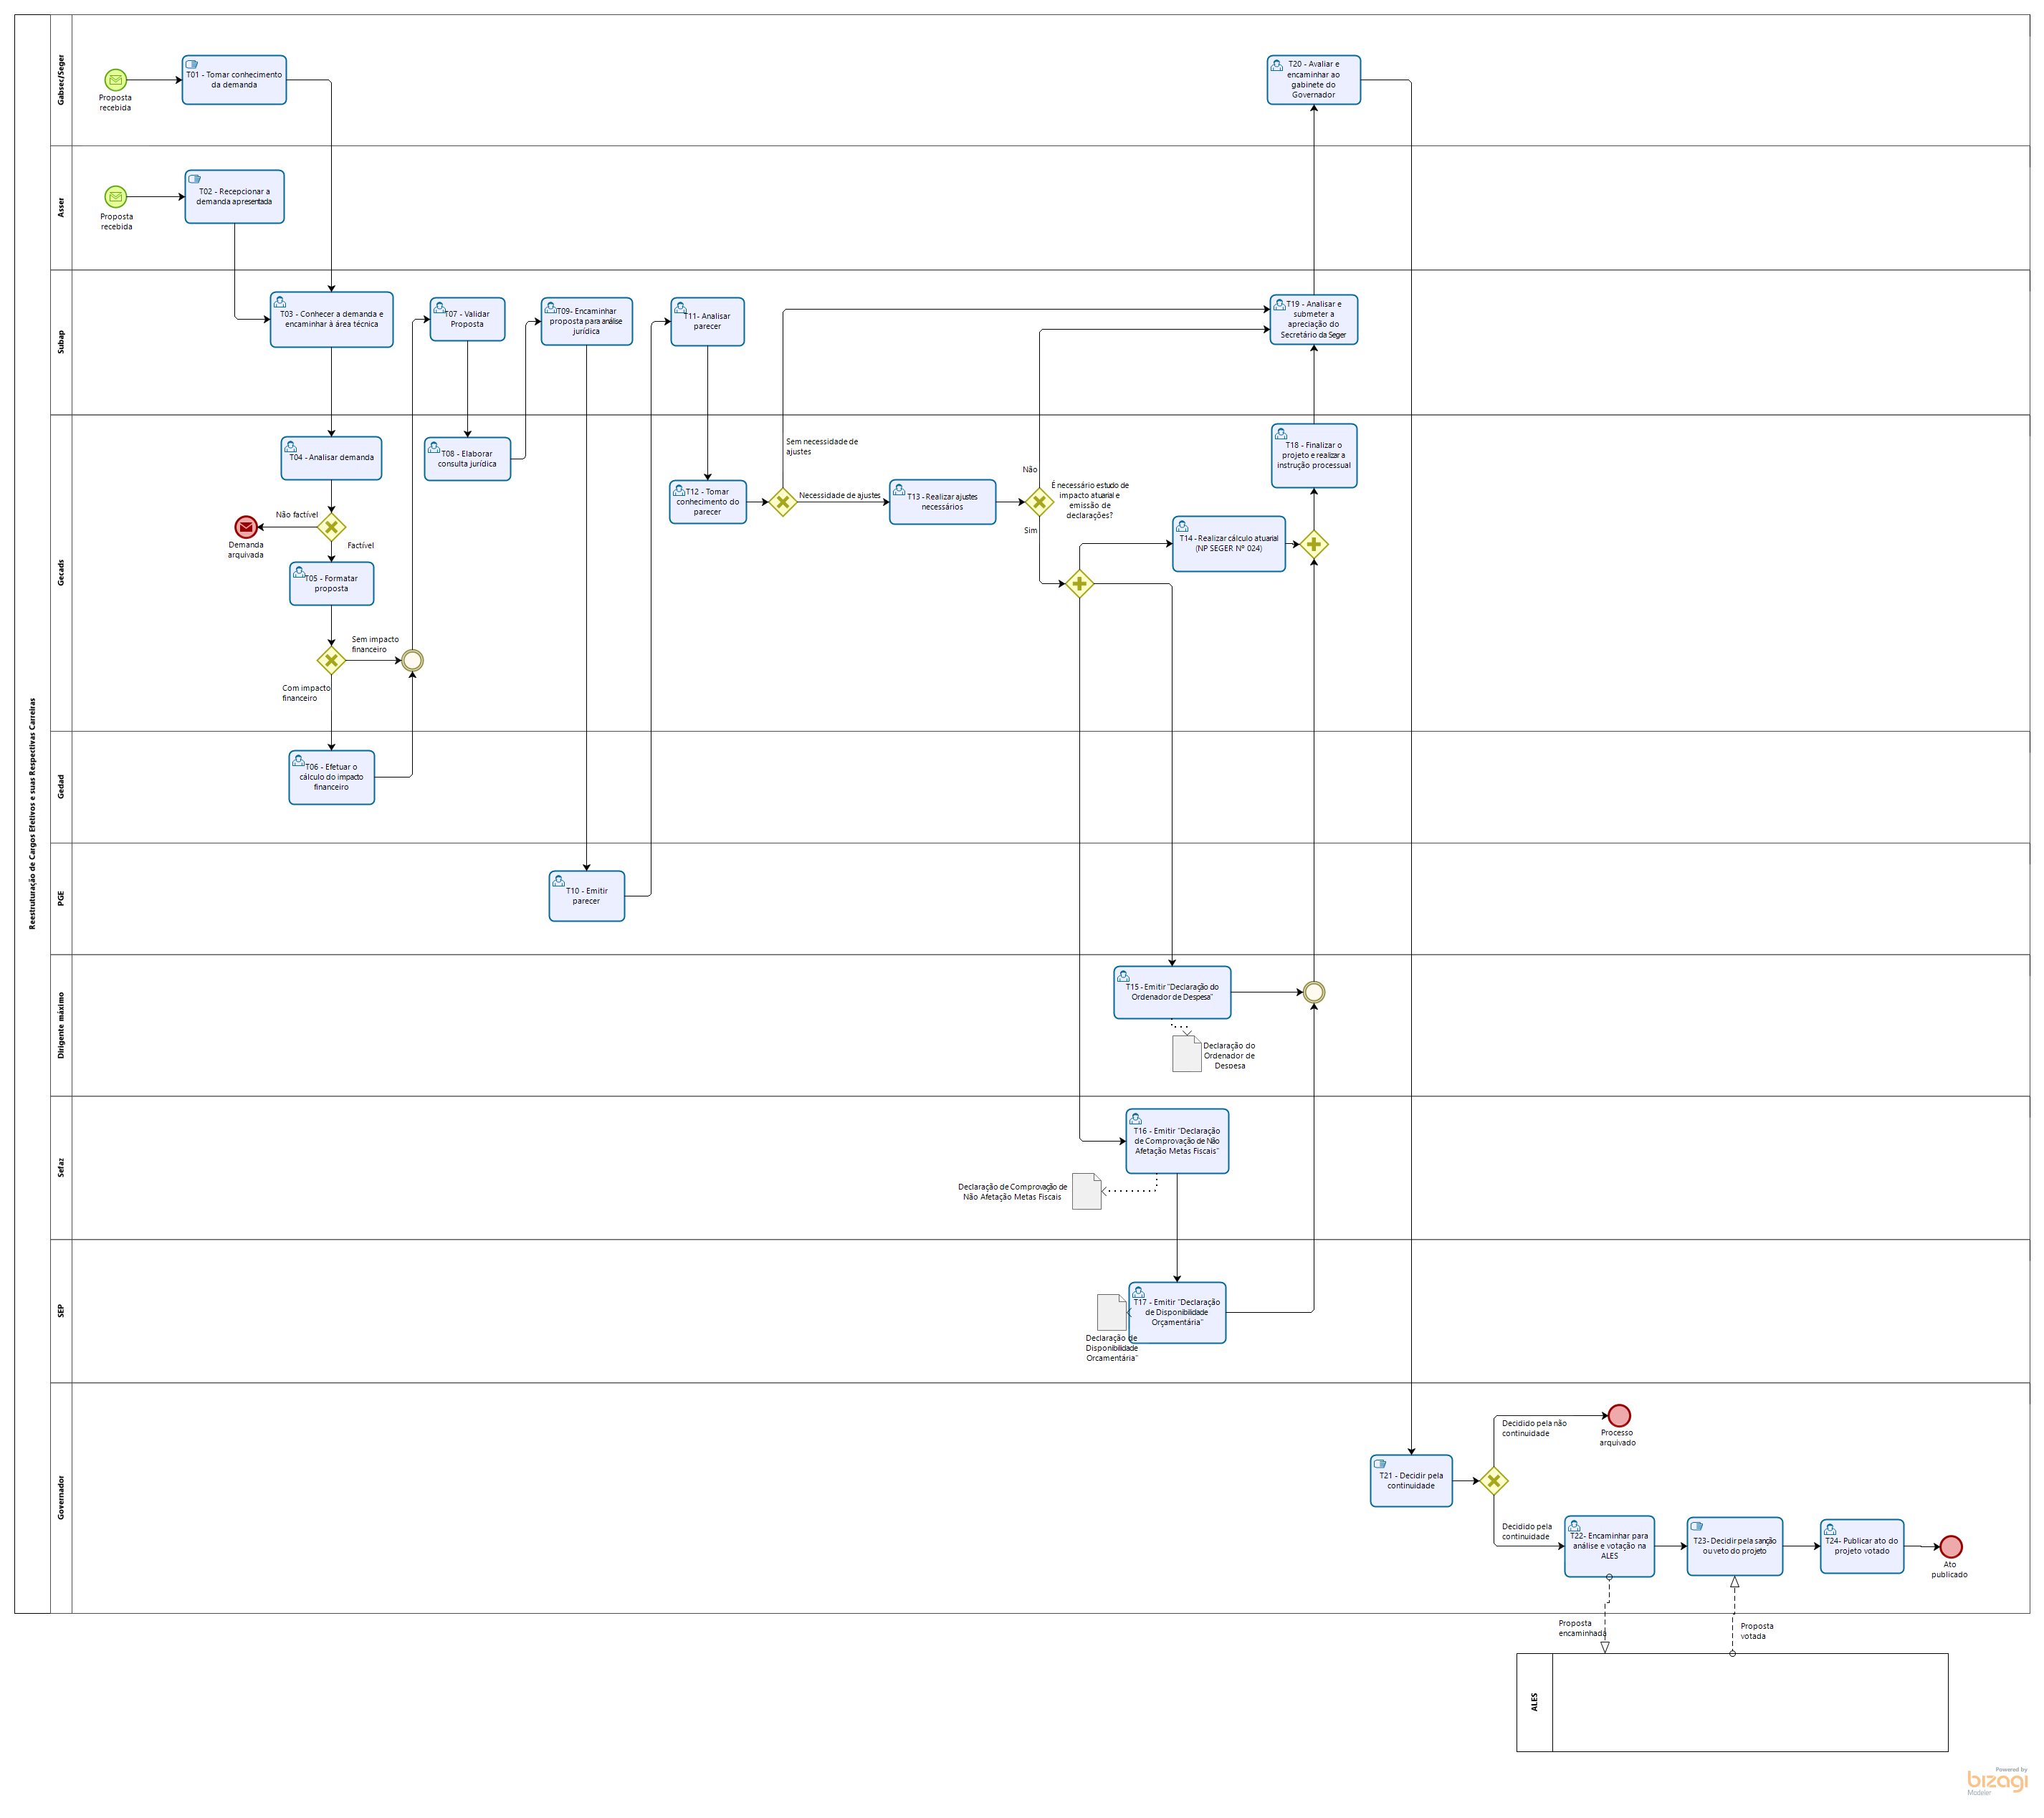 Reestruturação de Cargos Efetivos e suas Respectivas Carreiras
Gabsec/Seger
Proposta
recebida
T01 - Tomar conhecimento
da demanda
T20 - Avaliar e
encaminhar ao
gabinete do
Governador
Asser
Proposta
recebida
T02 - Recepcionar a
demanda apresentada
Subap
T03 - Conhecer a demanda e
encaminhar à área técnica
T07 - Validar
Proposta
T09- Encaminhar
proposta para análise
jurídica
T11- Analisar
parecer
T19 - Analisar e
submeter a
apreciação do
Secretário da Seger
Gecads
T04 - Analisar demanda
Não factível
Demanda
arquivada
Factível
T05 - Formatar
proposta
Sem impacto
financeiro
Com impacto
financeiro
T08 - Elaborar
consulta jurídica
T12 - Tomar
conhecimento do
parecer
Sem necessidade de
ajustes
Necessidade de ajustes
T13 - Realizar ajustes
necessários
Não
É necessário estudo de
impacto atuarial e
emissão de
declarações?
Sim
T14 - Realizar cálculo atuarial
(NP SEGER Nº 024)
T18 - Finalizar o
projeto e realizar a
instrução processual
Gedad
T06 - Efetuar o
cálculo do impacto
financeiro
PGE
T10 - Emitir
parecer
Dirigente máximo
T15 - Emitir "Declaração do
Ordenador de Despesa"
Declaração do
Ordenador de
Despesa
Sefaz
T16 - Emitir "Declaração
de Comprovação de Não
Afetação Metas Fiscais"
Declaração de Comprovação de
Não Afetação Metas Fiscais
SEP
T17 - Emitir "Declaração
de Disponibilidade
Orçamentária"
Declaração de
Disponibilidade
Orçamentária"
Governador
T21 - Decidir pela
continuidade
Decidido pela não
continuidade
Processo
arquivado
Decidido pela
continuidade
T22- Encaminhar para
análise e votação na
ALES
T23- Decidir pela sanção
ou veto do projeto
T24- Publicar ato do
projeto votado
Ato
publicado
Proposta
encaminhada
Proposta
votada
ALES
Powered by
bizagi
Modeler